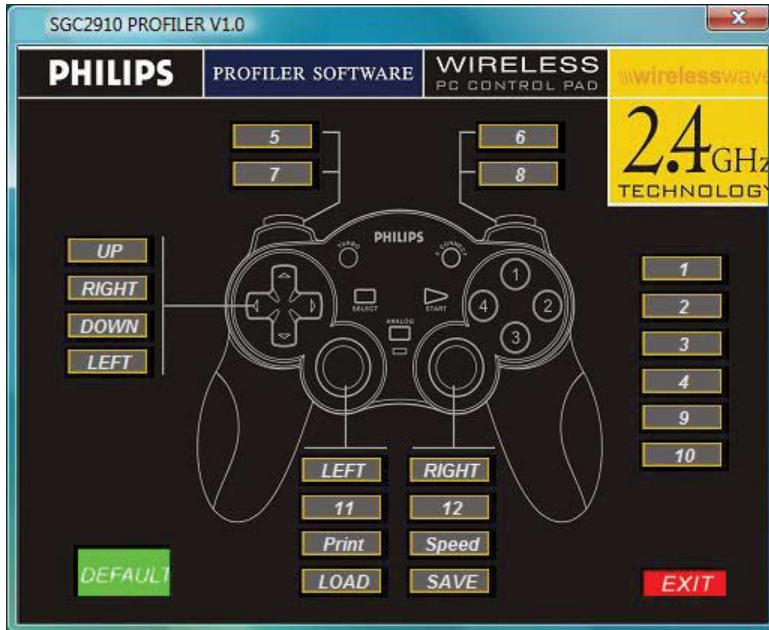 SGC2910 PROFILER V1.0
PHILIPS
PROFILER SOFTWARE
WIRELESS
PC CONTROL PAD
wirelesswave
2.4GHz
TECHNOLOGY
5
6
7
8
UP
RIGHT
DOWN
LEFT
TURBO
PHILIPS
CONNECT
SELECT
START
ANALOG
1
2
3
4
1
2
3
4
9
10
LEFT
RIGHT
11
12
Print
Speed
LOAD
SAVE
DEFAULT
EXIT